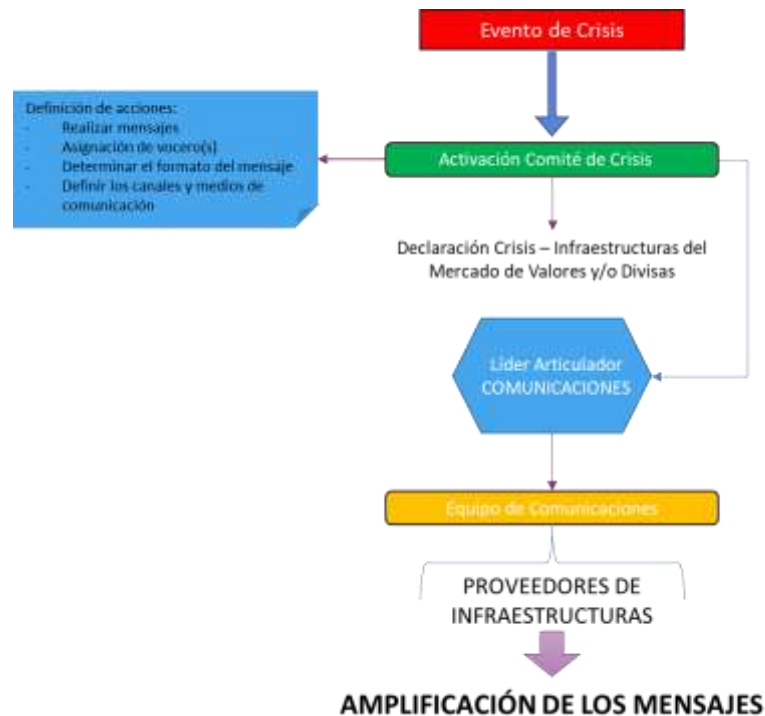 Evento de Crisis
Definición de acciones:
- Realizar mensajes
- Asignación de vocero(s)
- Determinar el formato del mensaje
- Definir los canales y medios de
comunicación
Activación Comité de Crisis
Declaración Crisis – Infraestructuras del
Mercado de Valores y/o Divisas
Líder Articulador
COMUNICACIONES
Equipo de Comunicaciones
PROVEEDORES DE
INFRAESTRUCTURAS
AMPLIFICACIÓN DE LOS MENSAJES